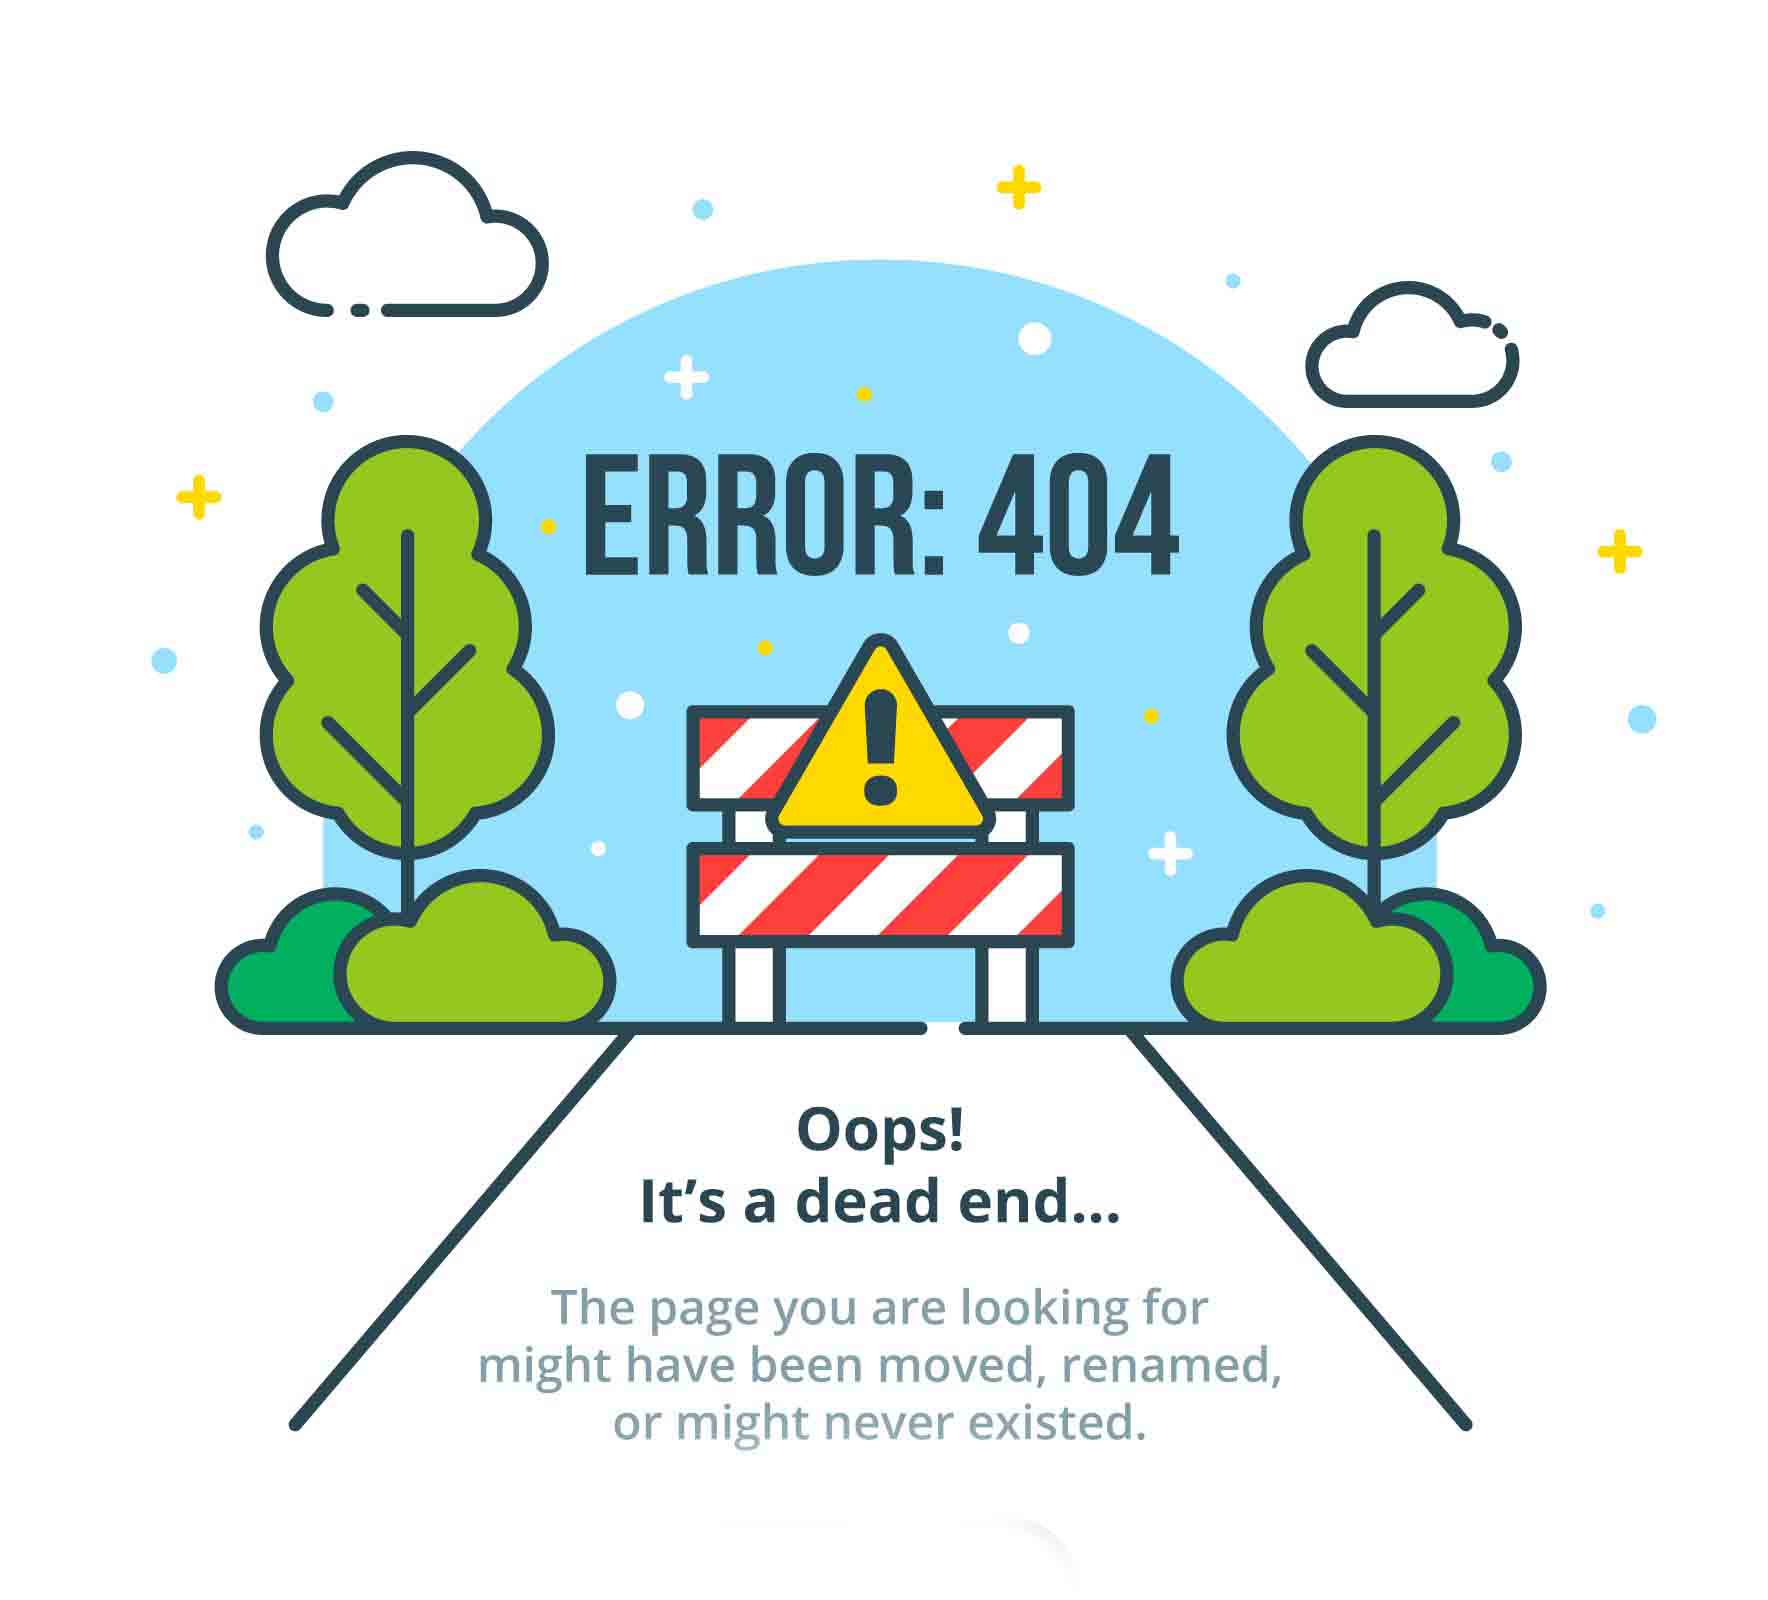 ERROR: 404
!
Oops!
It’s a dead end...
The page you are looking for
might have been moved, renamed,
or might never existed.